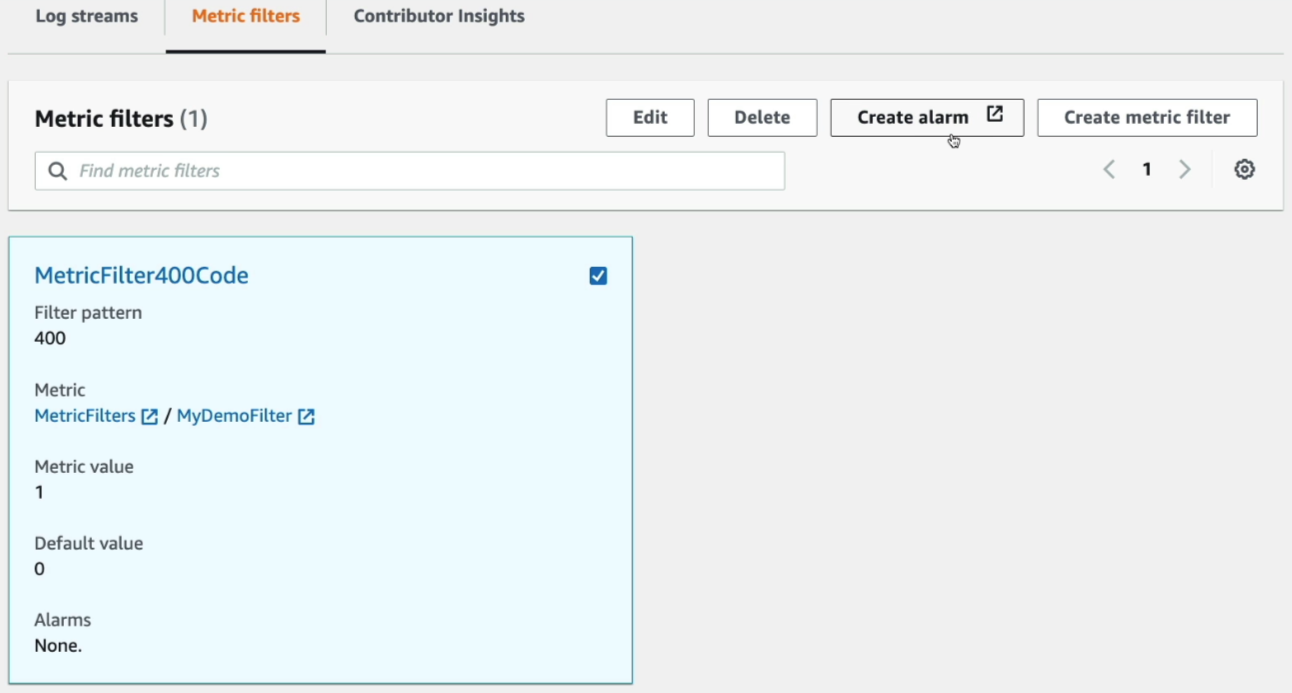 Log streams Metric filters Contributor Insights
Metric filters (1) Edit Delete Create alarm Create metric filter
Find metric filters 1
MetricFilter400Code
Filter pattern
400
Metric
MetricFilters / MyDemoFilter
Metric value
1
Default value
0
Alarms
None.